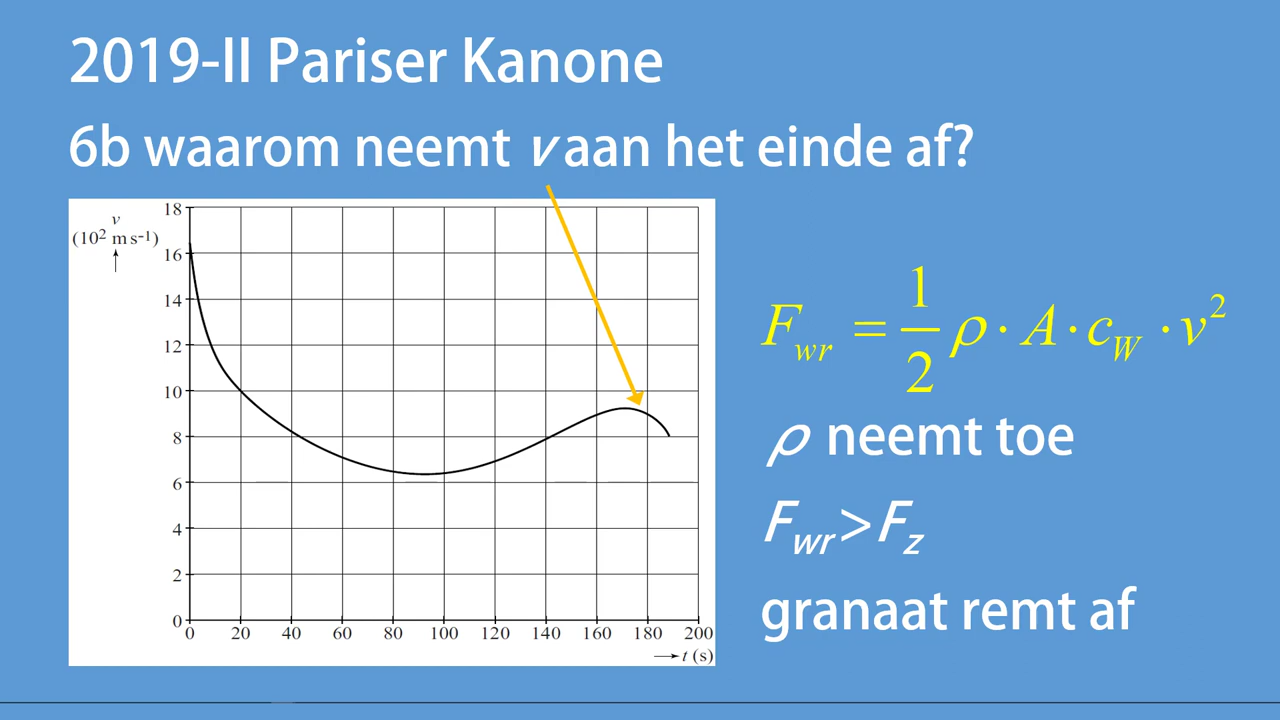 2019-II Pariser Kanone
6b waarom neemt v aan het einde af?
v
(10² m s⁻¹)
18
16
14
12
10
8
6
4
2
0
0 20 40 60 80 100 120 140 160 180 200
t (s)
F_wr = 1/2 ρ · A · c_W · v²
ρ neemt toe
F_wr > F_z
granaat remt af